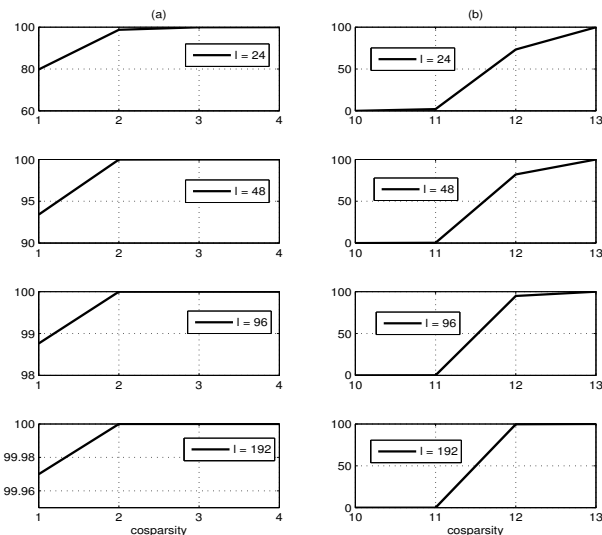 (a)
100
80
60
1 2 3 4
l = 24
100
95
90
1 2 3 4
l = 48
100
99
98
1 2 3 4
l = 96
100
99.98
99.96
1 2 3 4
l = 192
cosparsity
(b)
100
50
0
10 11 12 13
l = 24
100
50
0
10 11 12 13
l = 48
100
50
0
10 11 12 13
l = 96
100
50
0
10 11 12 13
l = 192
cosparsity